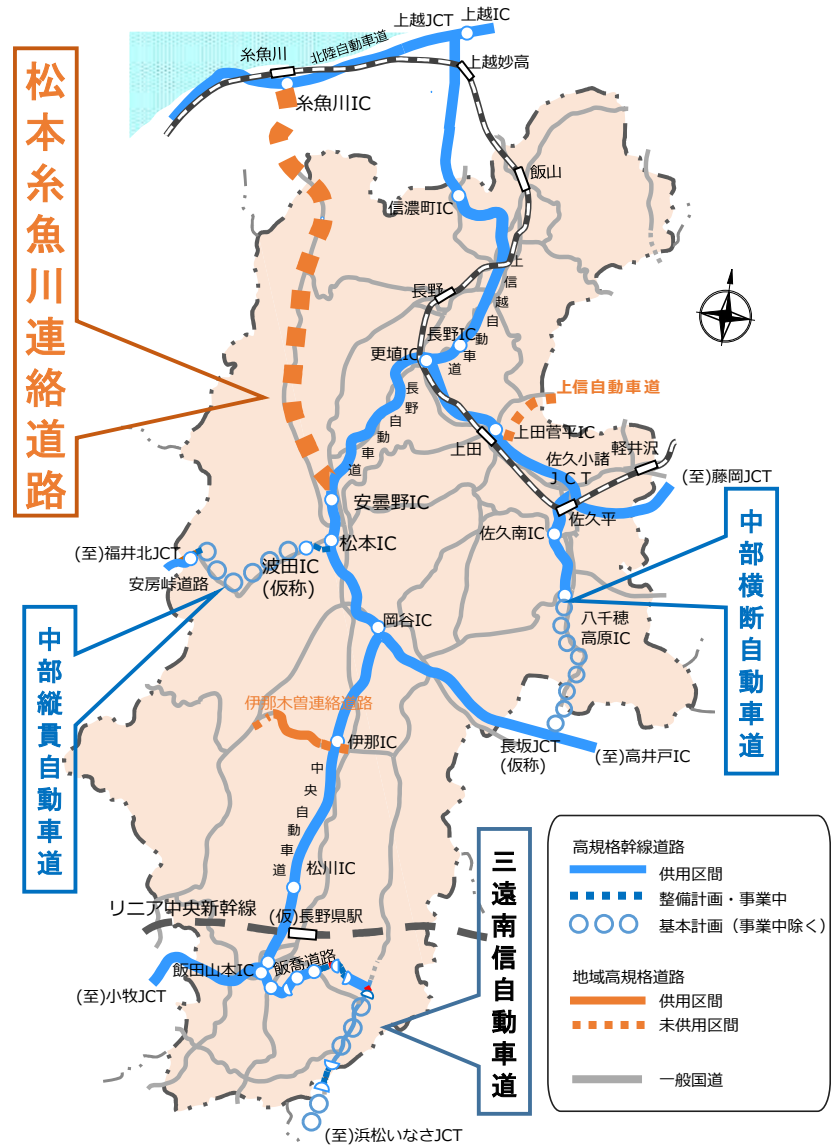 上越JCT
上越IC
糸魚川
北陸自動車道
上越妙高
糸魚川IC
松本糸魚川連絡道路
飯山
信濃町IC
上信越自動車道
長野
長野IC
更埴IC
長野自動車道
上信自動車道
上田菅平IC
上田
佐久小諸
JCT
軽井沢
(至)藤岡JCT
安曇野IC
佐久平
佐久南IC
中部横断自動車道
松本IC
(至)福井北JCT
波田IC
(仮称)
安房峠道路
八千穂
高原IC
岡谷IC
中部縦貫自動車道
伊那木曽連絡道路
伊那IC
長坂JCT
(仮称)
(至)高井戸IC
中央自動車道
松川IC
リニア中央新幹線
(仮)長野県駅
飯田山本IC
飯喬道路
(至)小牧JCT
三遠南信自動車道
(至)浜松いなさJCT
高規格幹線道路
供用区間
整備計画・事業中
基本計画（事業中除く）
地域高規格道路
供用区間
未供用区間
一般国道